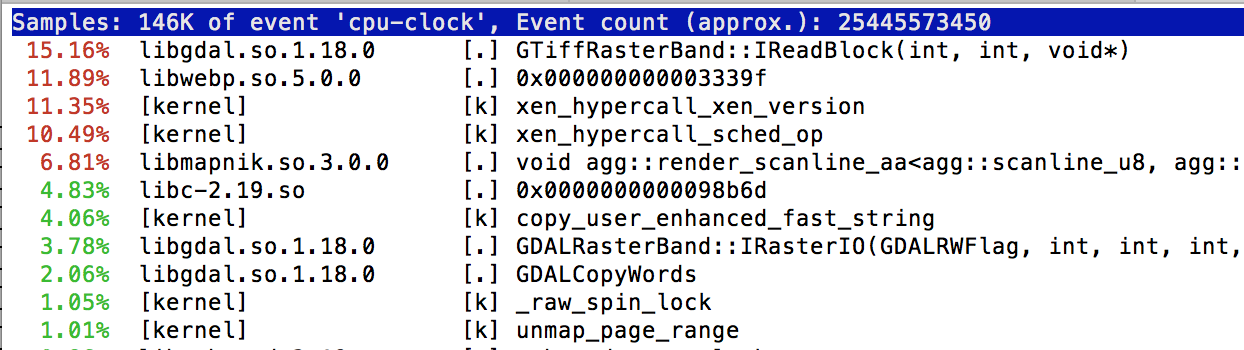 Samples: 146K of event 'cpu-clock', Event count (approx.): 25445573450
15.16% libgdal.so.1.18.0 [.] GTiffRasterBand::IReadBlock(int, int, void*)
11.89% libwebp.so.5.0.0 [.] 0x000000000003339f
11.35% [kernel] [k] xen_hypercall_xen_version
10.49% [kernel] [k] xen_hypercall_sched_op
6.81% libmapnik.so.3.0.0 [.] void agg::render_scanline_aa<agg::scanline_u8, agg::
4.83% libc-2.19.so [.] 0x0000000000098b6d
4.06% [kernel] [k] copy_user_enhanced_fast_string
3.78% libgdal.so.1.18.0 [.] GDALRasterBand::IRasterIO(GDALRWFlag, int, int, int,
2.06% libgdal.so.1.18.0 [.] GDALCopyWords
1.05% [kernel] [k] _raw_spin_lock
1.01% [kernel] [k] unmap_page_range